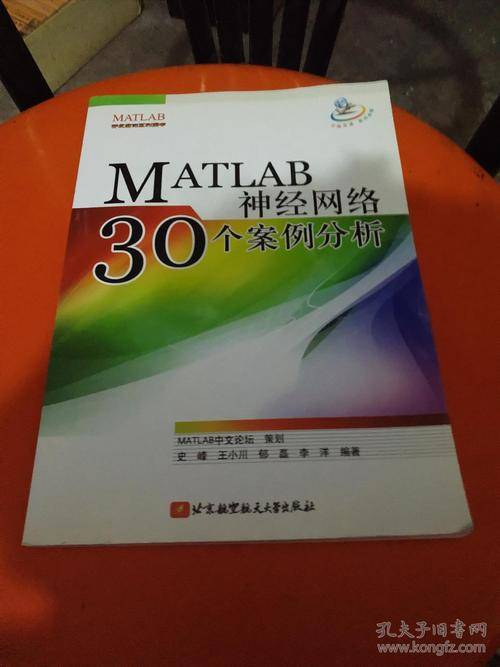 MATLAB
MATLAB
神经网络
30个案例分析
MATLAB中文论坛 策划
史 峰 王小川 郁 磊 李 洋 编著
北京航空航天大学出版社
孔夫子旧书网
www.kongfz.com